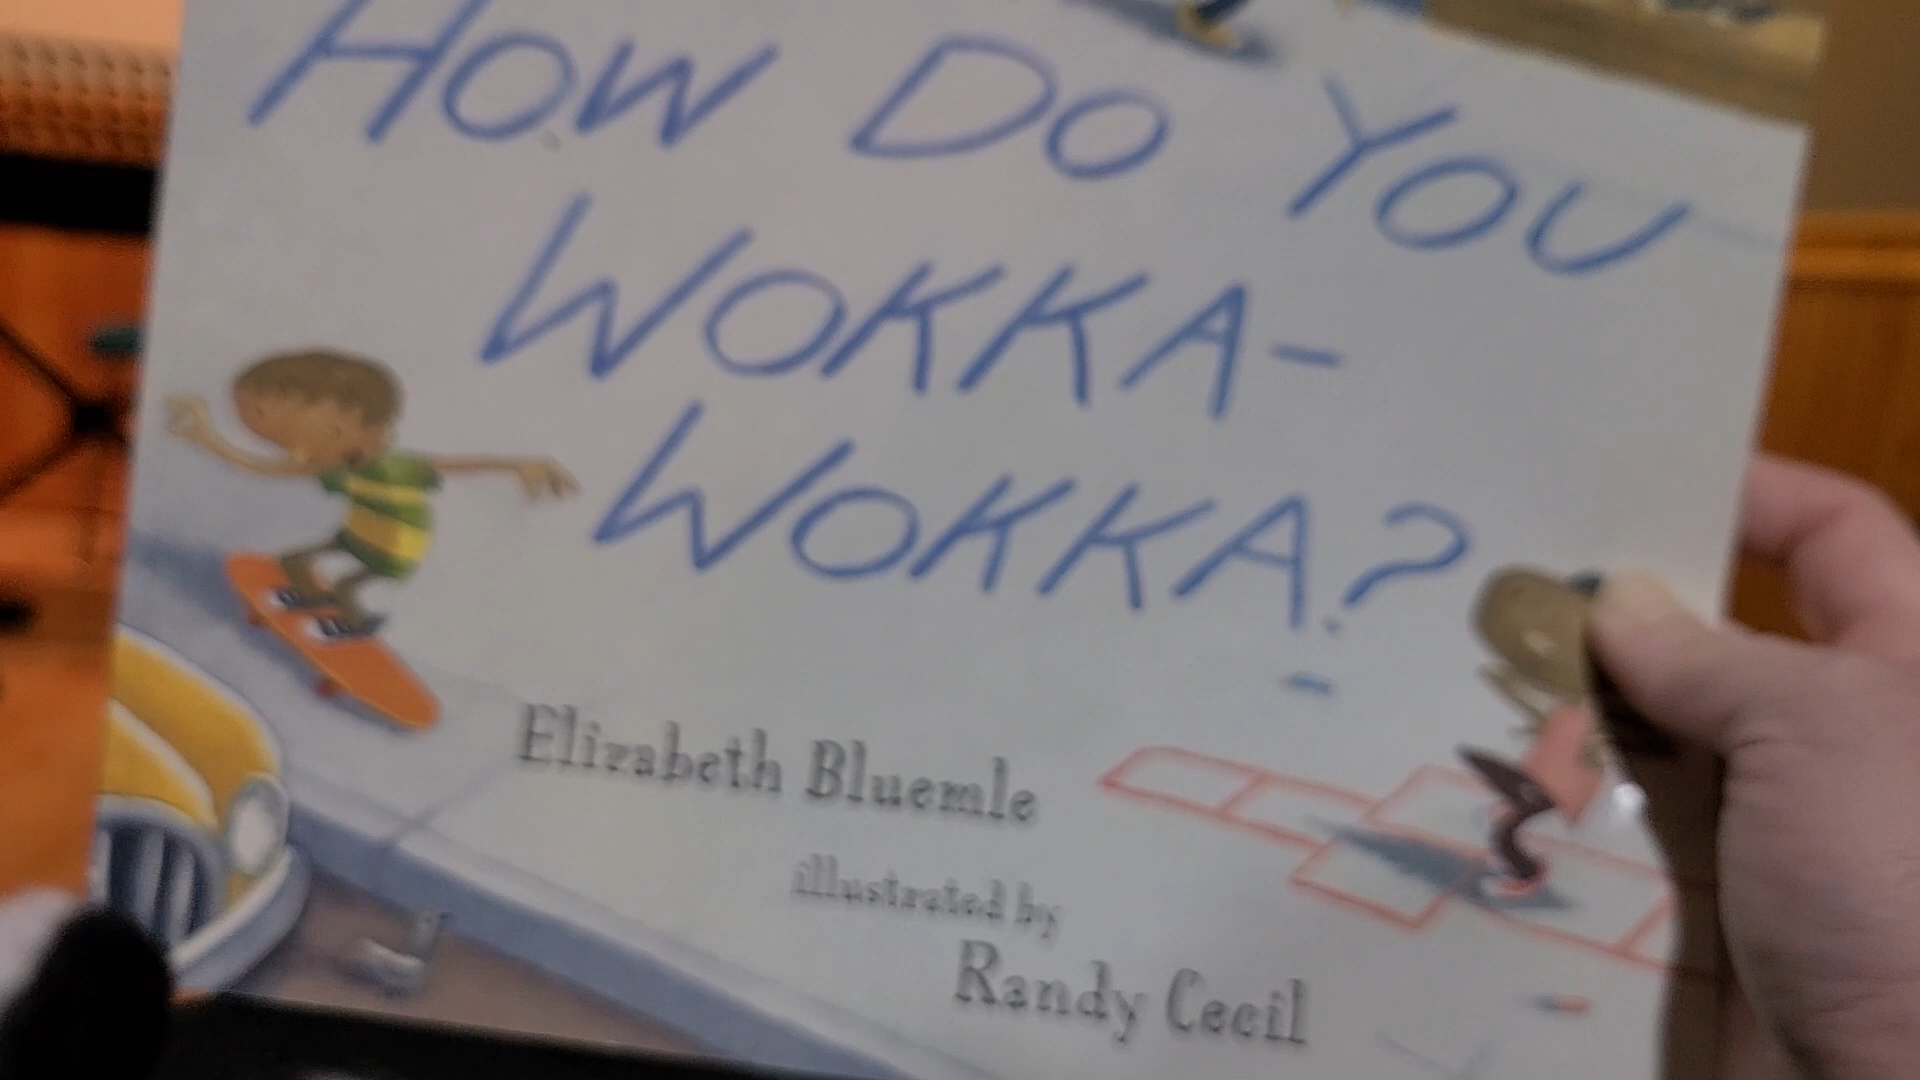 HOW DO YOU
WOKKA-
WOKKA?
Elizabeth Bluemle
illustrated by
Randy Cecil